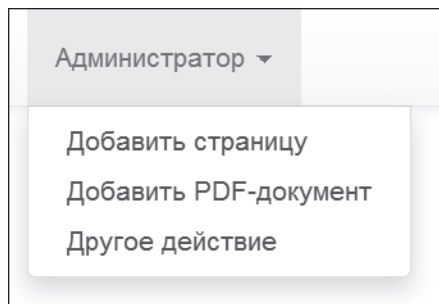 Администратор
Добавить страницу
Добавить PDF-документ
Другое действие